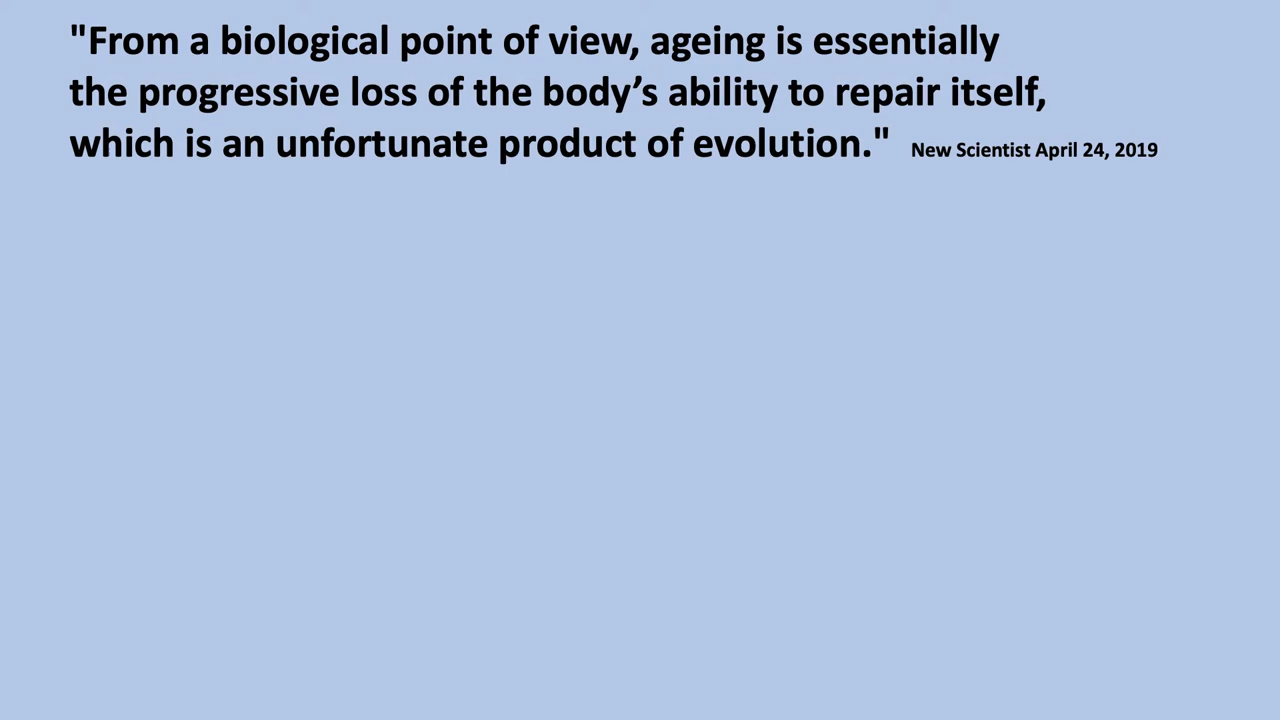 "From a biological point of view, ageing is essentially
the progressive loss of the body’s ability to repair itself,
which is an unfortunate product of evolution." New Scientist April 24, 2019